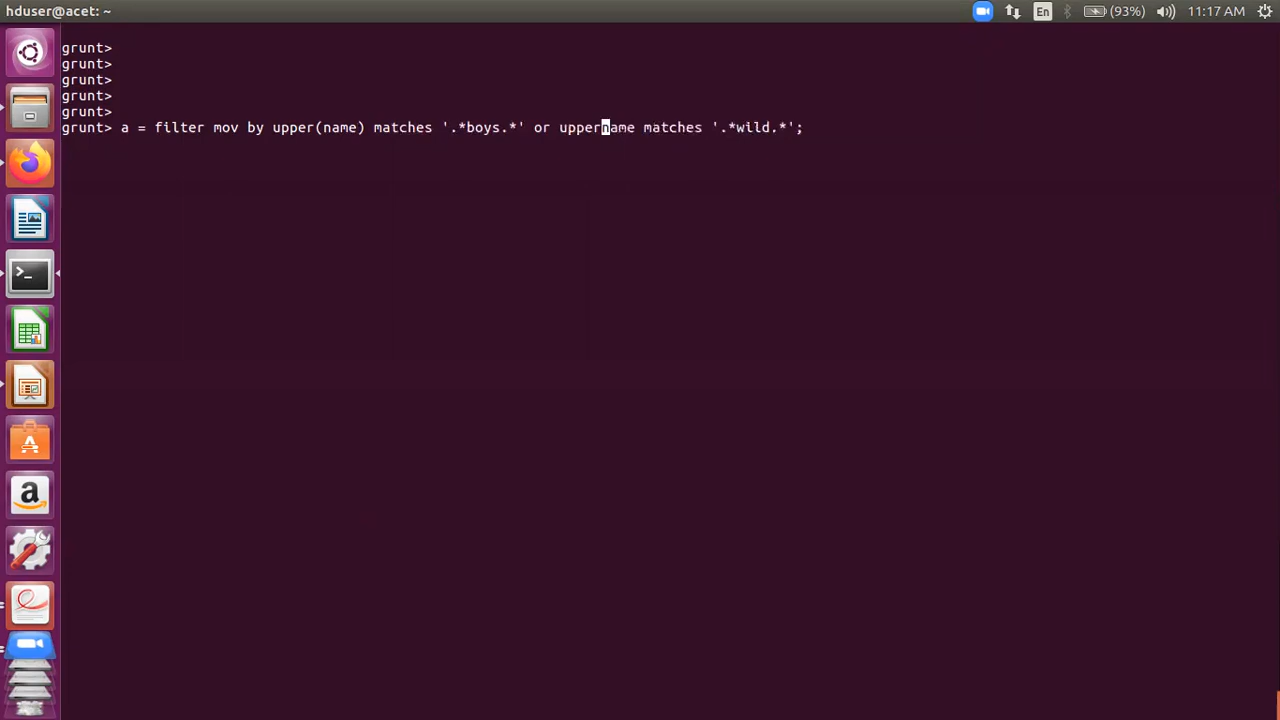 hduser@acet: ~
En
(93%)
11:17 AM
grunt>
grunt>
grunt>
grunt>
grunt>
grunt> a = filter mov by upper(name) matches '.*boys.*' or uppername matches '.*wild.*';